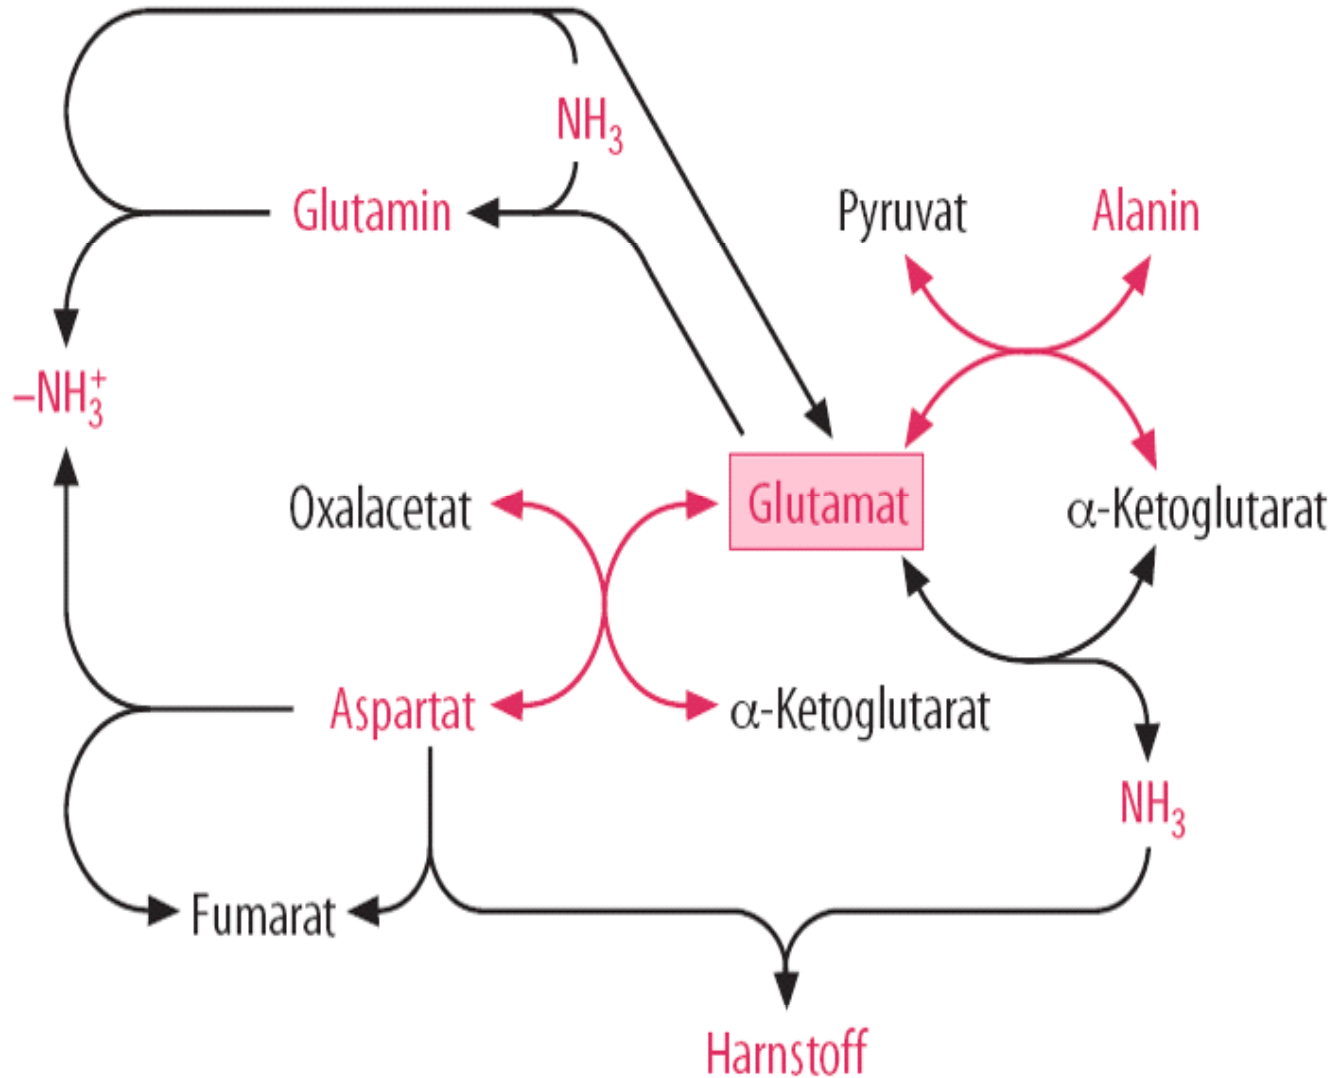 NH₃
Glutamin
Pyruvat
Alanin
–NH₃⁺
Oxalacetat
Glutamat
α-Ketoglutarat
Aspartat
α-Ketoglutarat
NH₃
Fumarat
Harnstoff